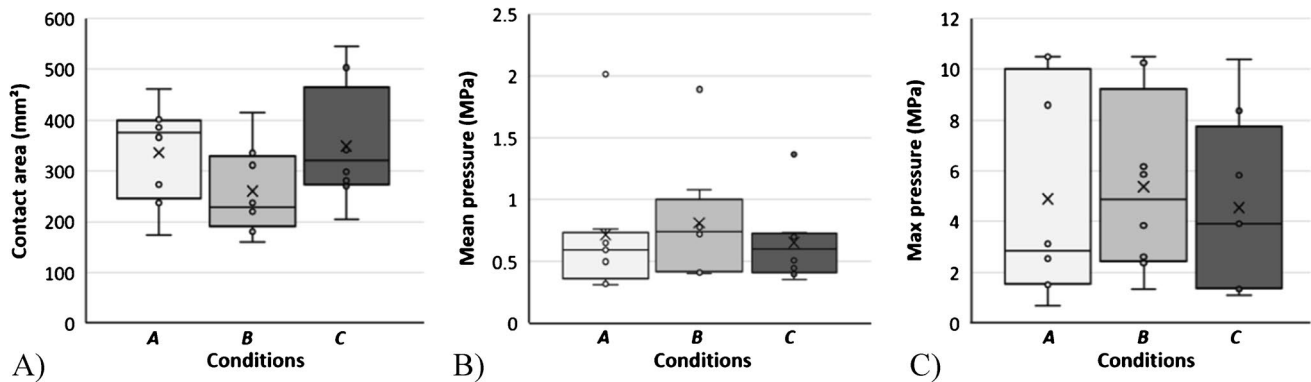 Contact area (mm²)
600
500
400
300
200
100
0
A B C
Conditions
A)
Mean pressure (MPa)
2.5
2
1.5
1
0.5
0
A B C
Conditions
B)
Max pressure (MPa)
12
10
8
6
4
2
0
A B C
Conditions
C)